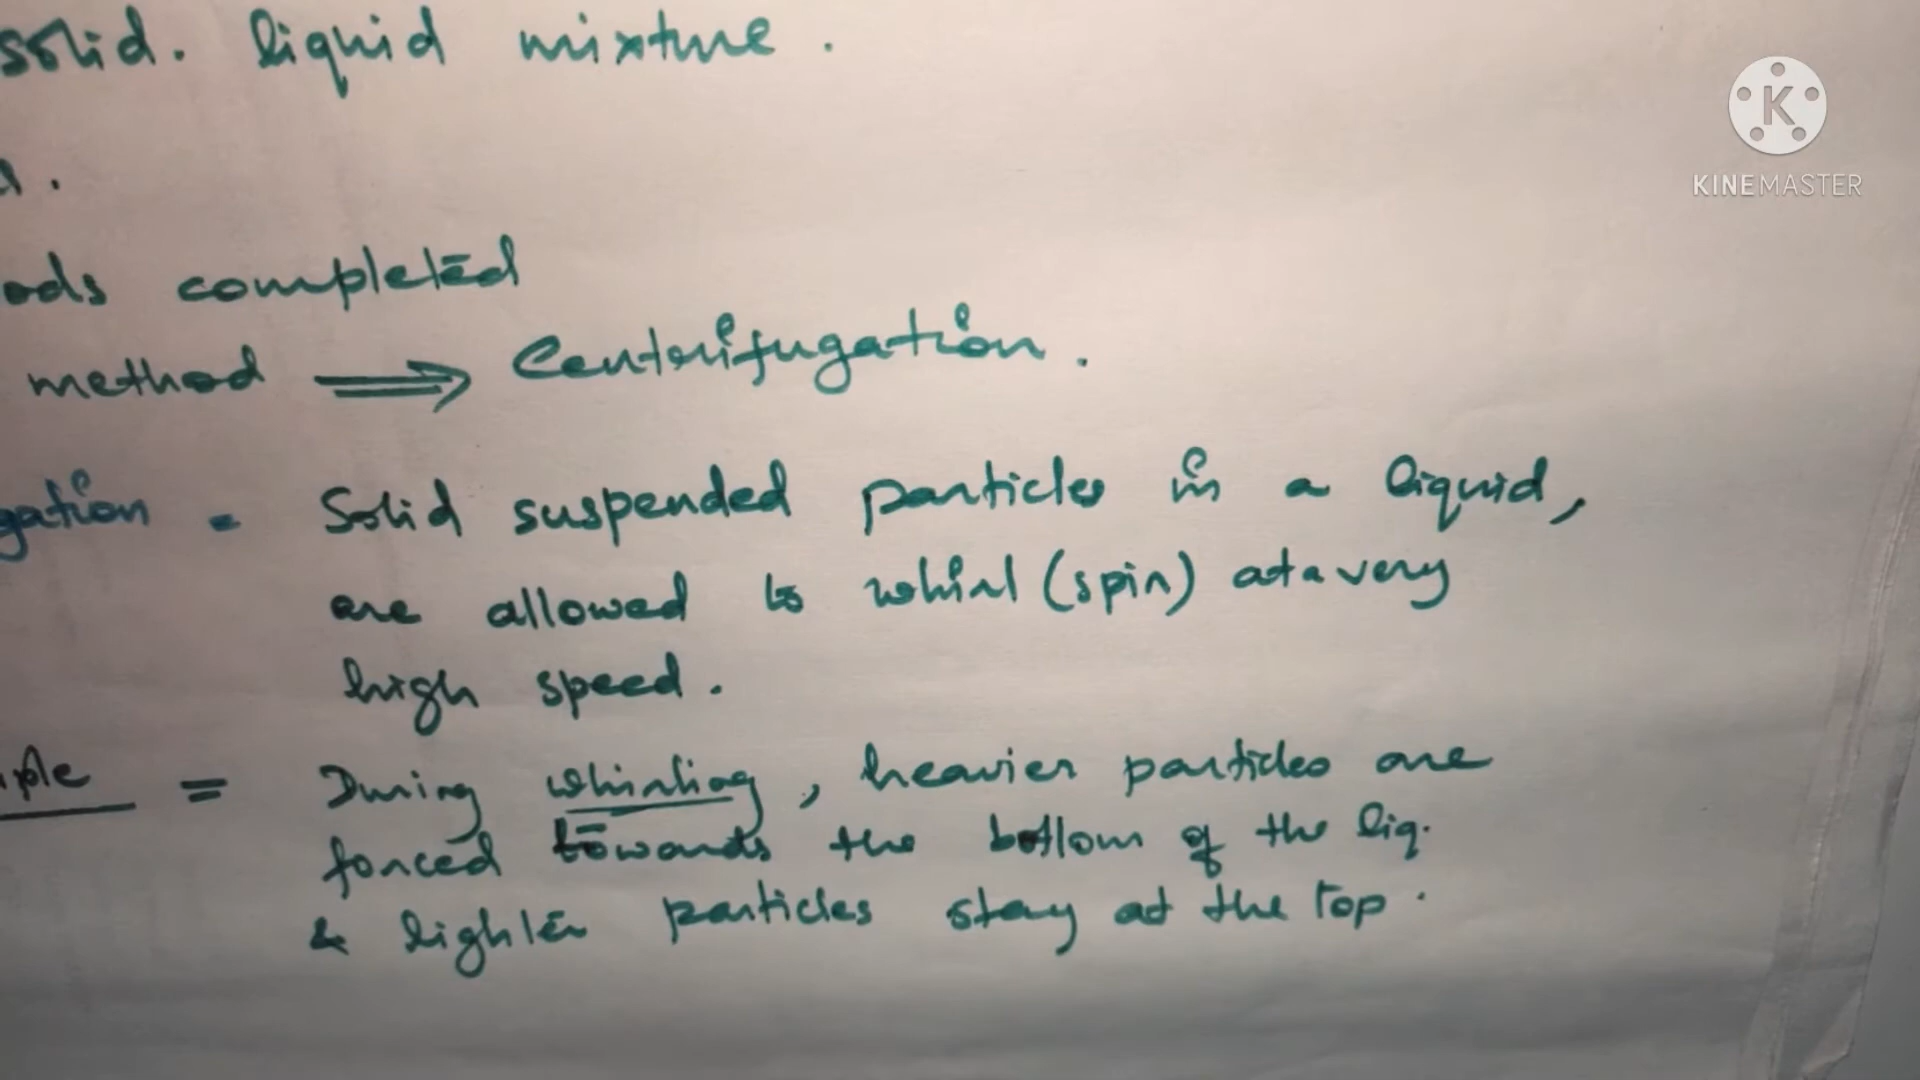 solid. liquid mixture.
KINEMASTER
ods completed
method ⟹ Centrifugation.
gation = Solid suspended particles in a liquid,
are allowed to whirl (spin) at a very
high speed.
iple = During whirling, heavier particles are
forced towards the bottom of the liq.
& lighter particles stay at the top.